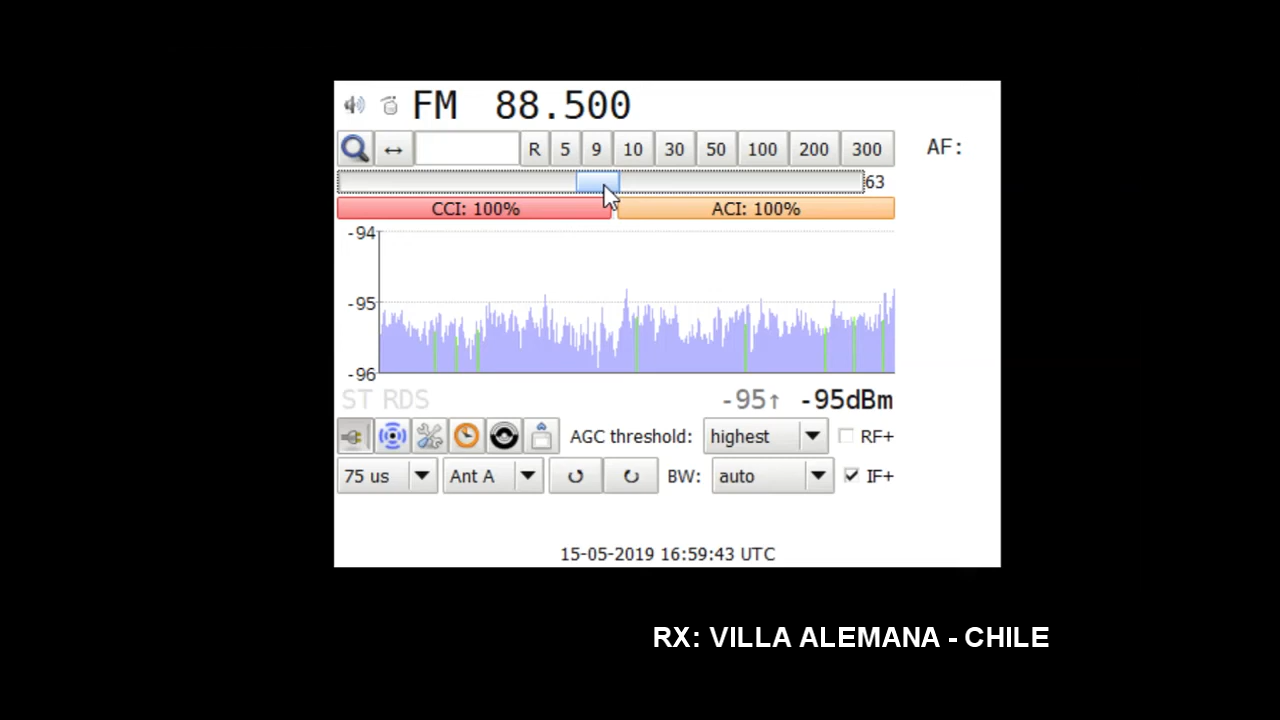 FM 88.500
↔ R 5 9 10 30 50 100 200 300 AF:
63
CCI: 100% ACI: 100%
-94
-95
-96
ST RDS -95↑ -95dBm
AGC threshold: highest RF+
75 us Ant A ↺ ↻ BW: auto IF+
15-05-2019 16:59:43 UTC
RX: VILLA ALEMANA - CHILE